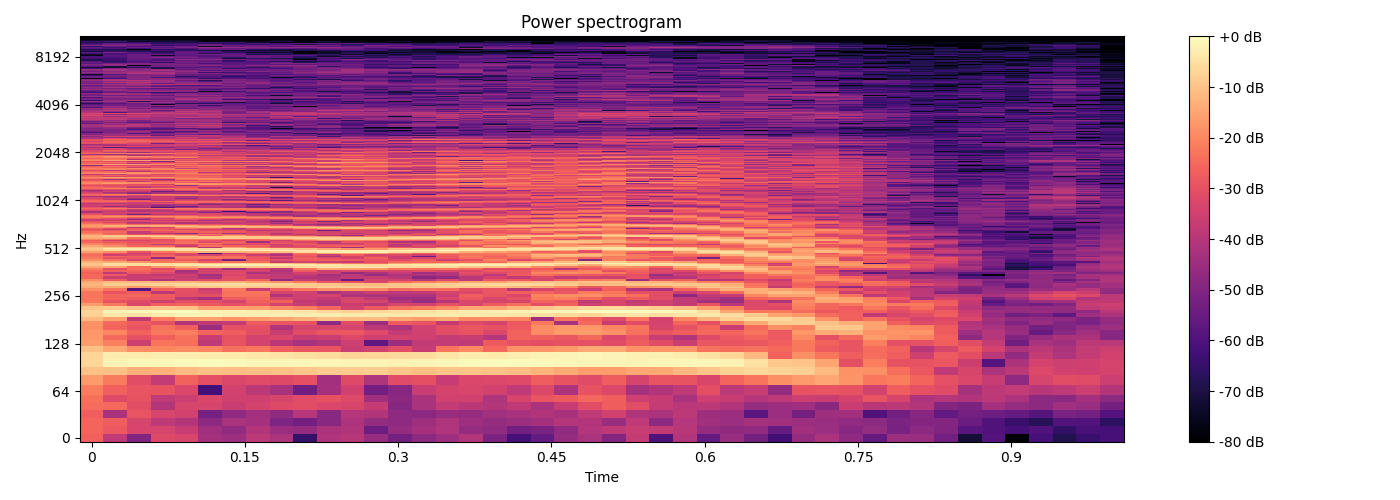 Power spectrogram
Hz
8192
4096
2048
1024
512
256
128
64
0
0 0.15 0.3 0.45 0.6 0.75 0.9
Time
+0 dB
-10 dB
-20 dB
-30 dB
-40 dB
-50 dB
-60 dB
-70 dB
-80 dB